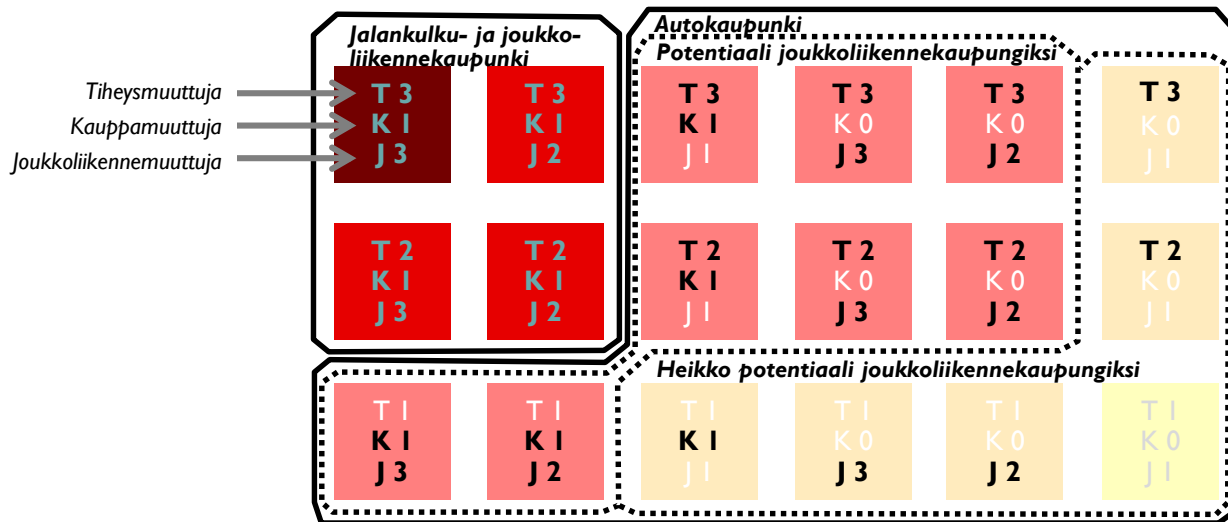 Jalankulku- ja joukko-
liikennekaupunki
Autokaupunki
Potentiaali joukkoliikennekaupungiksi
Tiheysmuuttuja
Kauppamuuttuja
Joukkoliikennemuuttuja
T 3
K 1
J 3
T 3
K 1
J 2
T 3
K 1
J 1
T 3
K 0
J 3
T 3
K 0
J 2
T 3
K 0
J 1
T 2
K 1
J 3
T 2
K 1
J 2
T 2
K 1
J 1
T 2
K 0
J 3
T 2
K 0
J 2
T 2
K 0
J 1
Heikko potentiaali joukkoliikennekaupungiksi
T 1
K 1
J 3
T 1
K 1
J 2
T 1
K 1
J 1
T 1
K 0
J 3
T 1
K 0
J 2
T 1
K 0
J 1